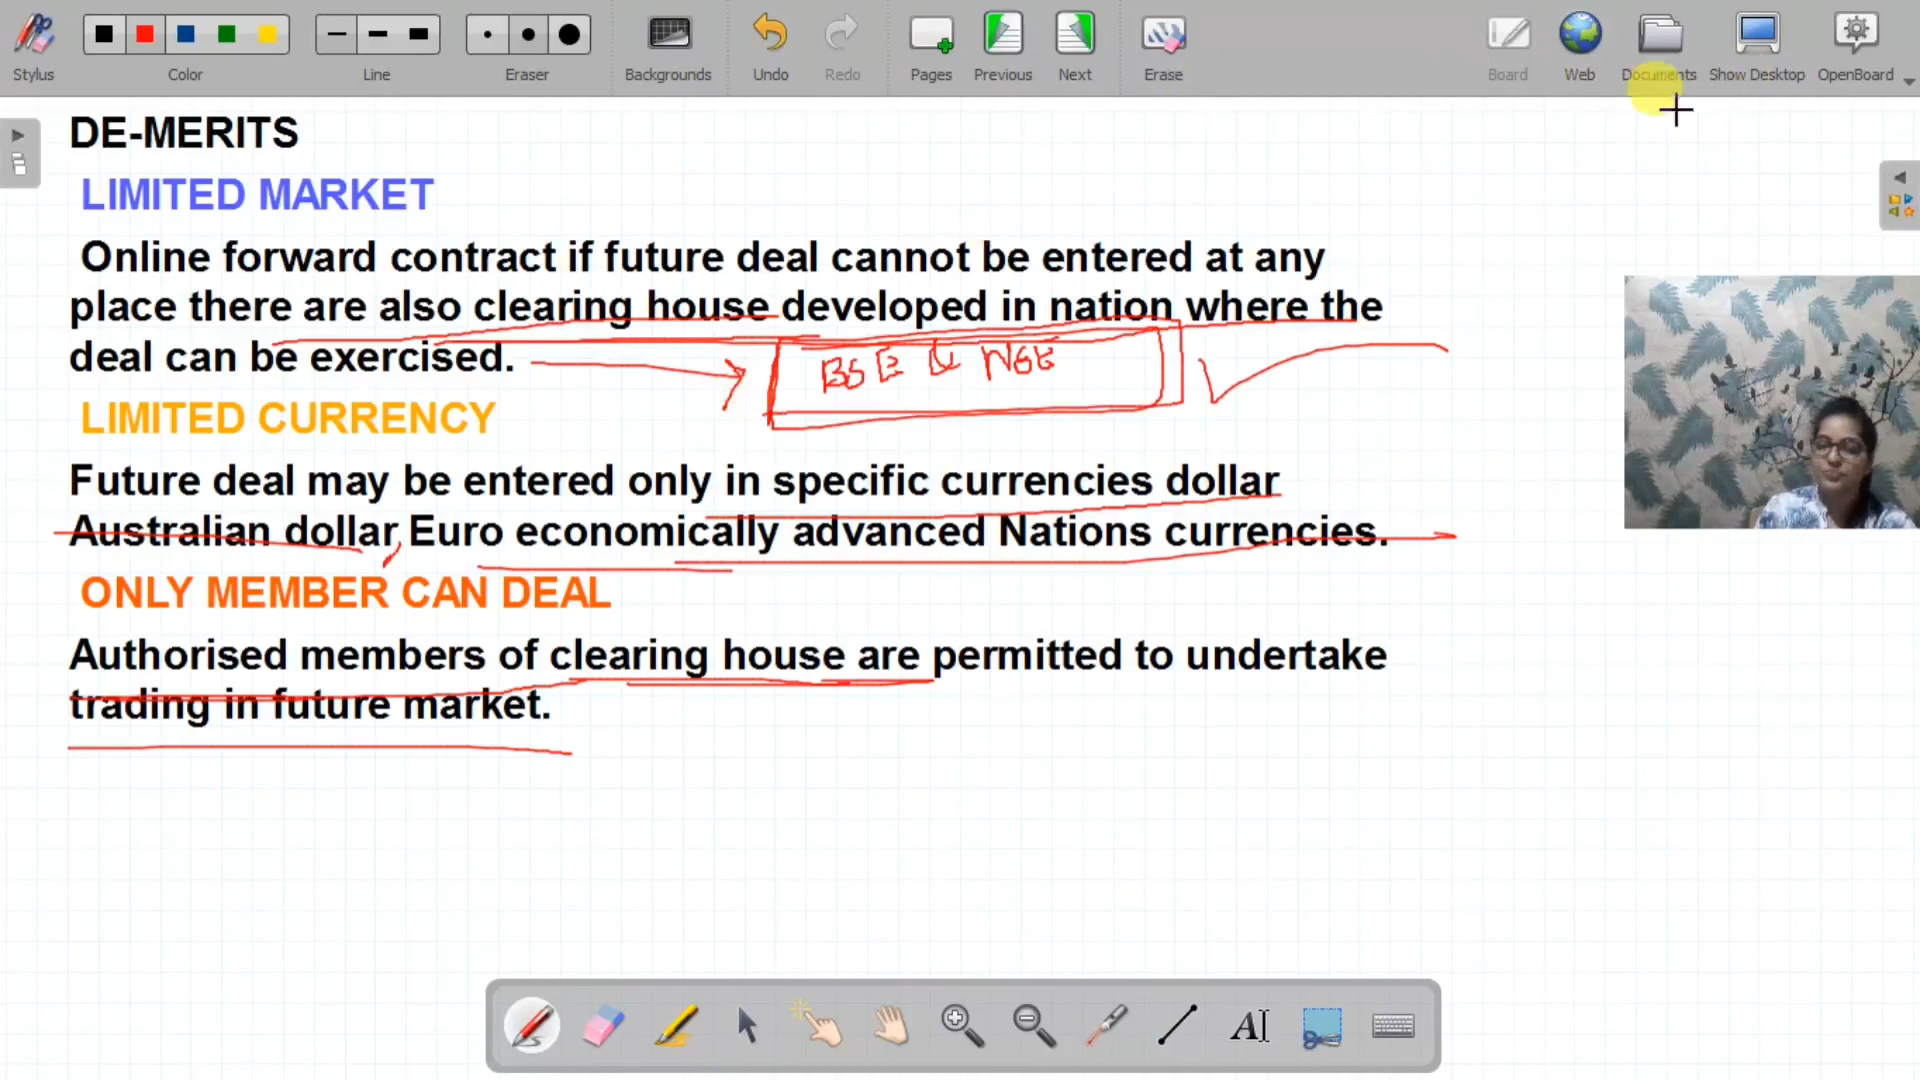 Stylus
Color
Line
Eraser
Backgrounds
Undo
Redo
Pages
Previous
Next
Erase
Board
Web
Documents
Show Desktop
OpenBoard
DE-MERITS
LIMITED MARKET
Online forward contract if future deal cannot be entered at any
place there are also clearing house developed in nation where the
deal can be exercised.
BSE & NSE
LIMITED CURRENCY
Future deal may be entered only in specific currencies dollar
Australian dollar, Euro economically advanced Nations currencies.
ONLY MEMBER CAN DEAL
Authorised members of clearing house are permitted to undertake
trading in future market.